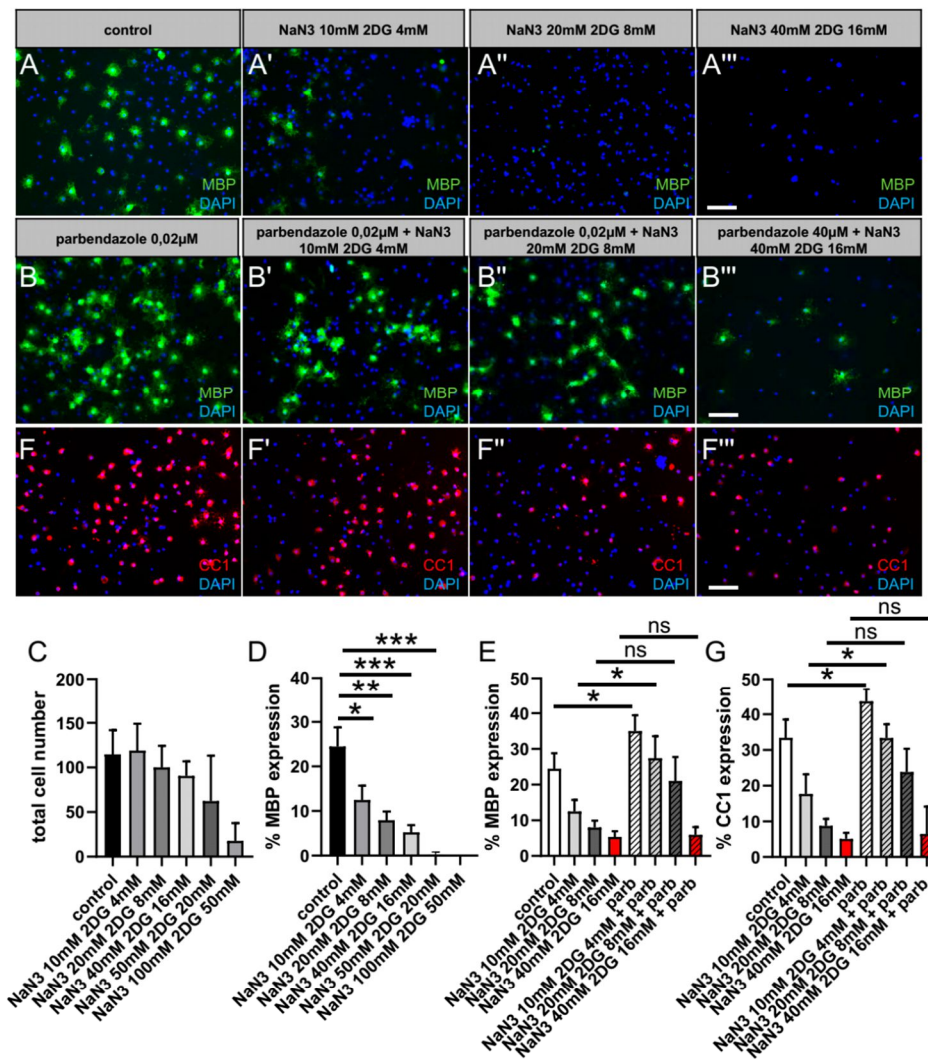 control
NaN3 10mM 2DG 4mM
NaN3 20mM 2DG 8mM
NaN3 40mM 2DG 16mM
A
A'
A''
A'''
MBP
DAPI
MBP
DAPI
MBP
DAPI
MBP
DAPI
parbendazole 0,02µM
parbendazole 0,02µM + NaN3
10mM 2DG 4mM
parbendazole 0,02µM + NaN3
20mM 2DG 8mM
parbendazole 40µM + NaN3
40mM 2DG 16mM
B
B'
B''
B'''
MBP
DAPI
MBP
DAPI
MBP
DAPI
MBP
DAPI
F
F'
F''
F'''
CC1
DAPI
CC1
DAPI
CC1
DAPI
CC1
DAPI
C
total cell number
200
150
100
50
0
control
NaN3 10mM 2DG 4mM
NaN3 20mM 2DG 8mM
NaN3 40mM 2DG 16mM
NaN3 50mM 2DG 20mM
NaN3 100mM 2DG 50mM
D
% MBP expression
30
20
10
0
***
***
**
*
control
NaN3 10mM 2DG 4mM
NaN3 20mM 2DG 8mM
NaN3 40mM 2DG 16mM
NaN3 50mM 2DG 20mM
NaN3 100mM 2DG 50mM
E
% MBP expression
50
40
30
20
10
0
ns
ns
*
*
control
NaN3 10mM 2DG 4mM
NaN3 20mM 2DG 8mM
NaN3 40mM 2DG 16mM
NaN3 10mM 2DG 4mM + parb
NaN3 20mM 2DG 8mM + parb
NaN3 40mM 2DG 16mM + parb
G
% CC1 expression
50
40
30
20
10
0
ns
ns
*
*
control
NaN3 10mM 2DG 4mM
NaN3 20mM 2DG 8mM
NaN3 40mM 2DG 16mM
NaN3 10mM 2DG 4mM + parb
NaN3 20mM 2DG 8mM + parb
NaN3 40mM 2DG 16mM + parb